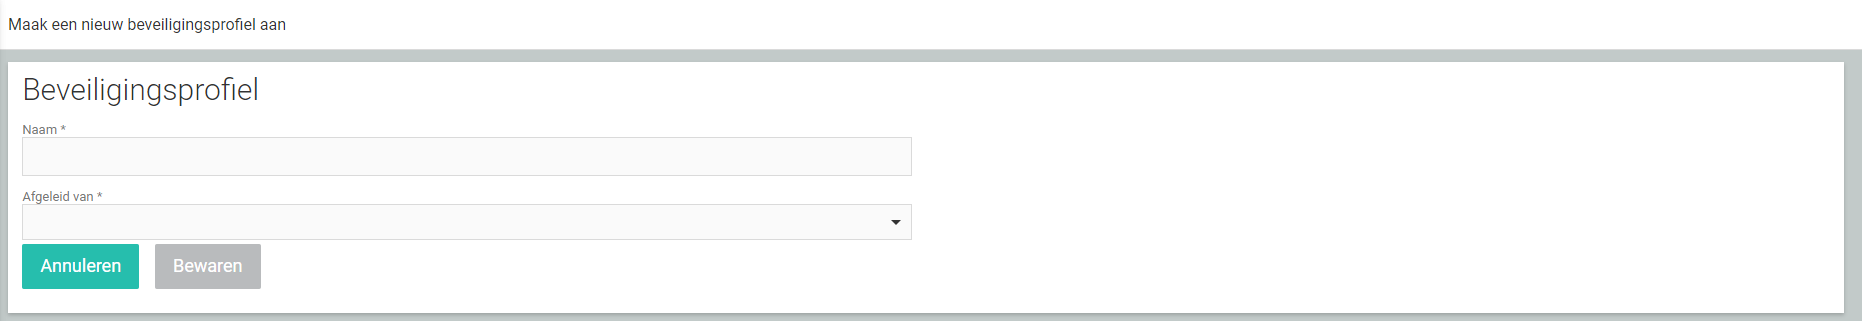 Maak een nieuw beveiligingsprofiel aan
Beveiligingsprofiel
Naam *
Afgeleid van *
Annuleren Bewaren